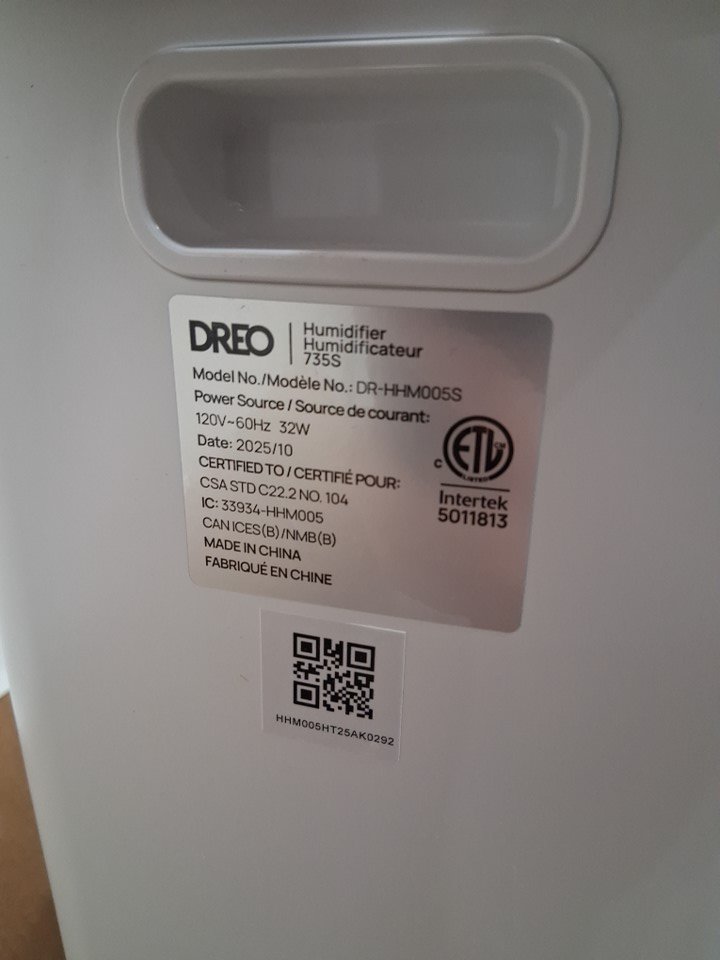 DREO
Humidifier
Humidificateur
735S
Model No./Modèle No.: DR-HHM005S
Power Source / Source de courant:
120V~60Hz 32W
Date: 2025/10
CERTIFIED TO / CERTIFIÉ POUR:
CSA STD C22.2 NO. 104
IC: 33934-HHM005
CAN ICES(B)/NMB(B)
MADE IN CHINA
FABRIQUÉ EN CHINE
ETL CM
C
LISTED
Intertek
5011813
HHM005HT25AK0292